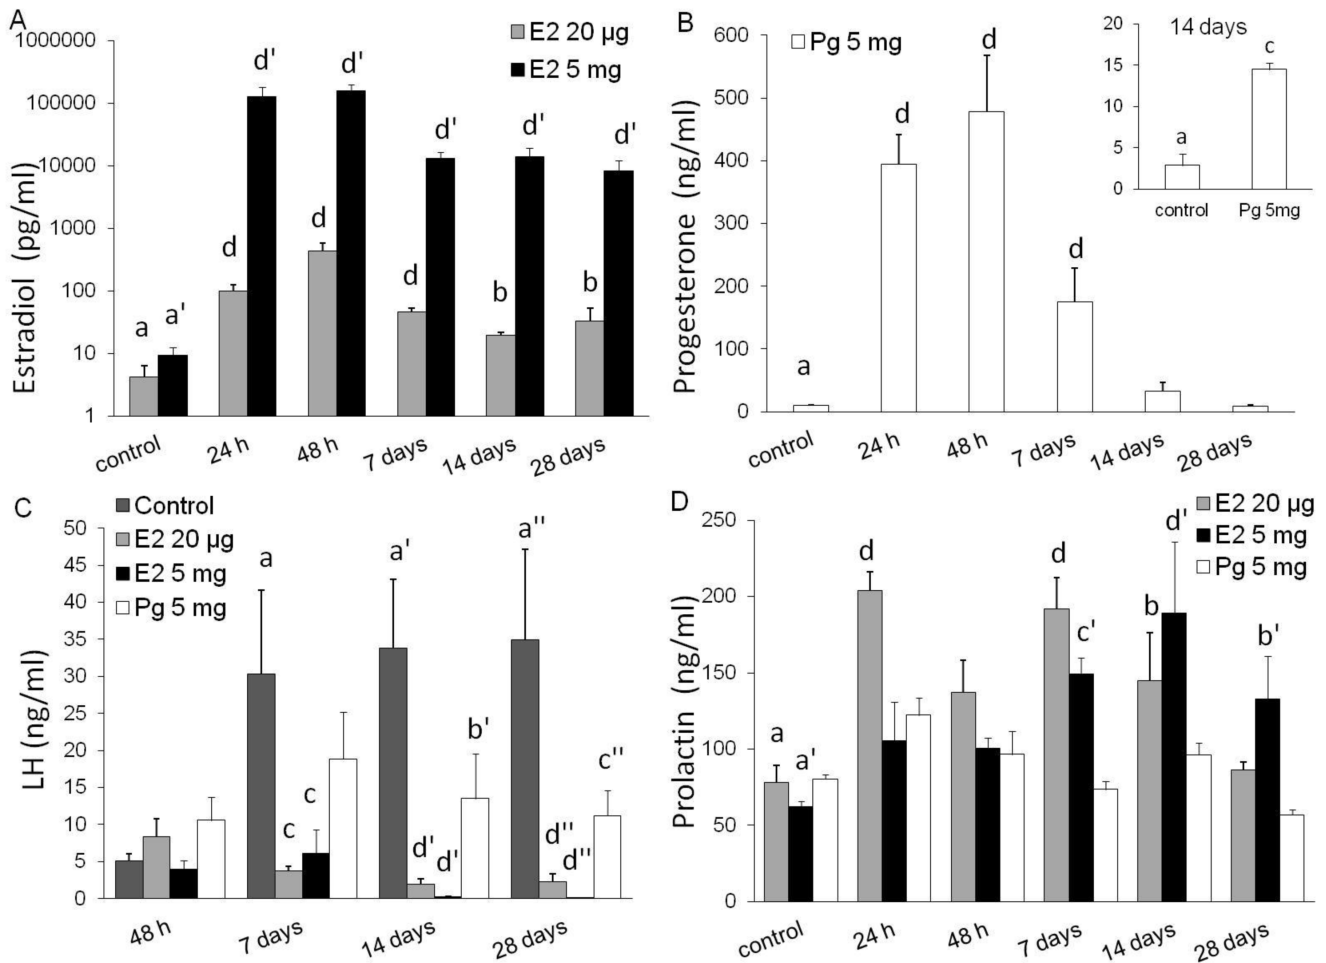 A
E2 20 µg
E2 5 mg
Estradiol (pg/ml)
1000000
100000
10000
1000
100
10
1
a
a'
d
d'
d
d'
d
d'
b
d'
b
d'
control
24 h
48 h
7 days
14 days
28 days
B
Pg 5 mg
Progesterone (ng/ml)
600
500
400
300
200
100
0
a
d
d
d
control
24 h
48 h
7 days
14 days
28 days
14 days
20
15
10
5
0
a
c
control
Pg 5mg
C
Control
E2 20 µg
E2 5 mg
Pg 5 mg
LH (ng/ml)
50
45
40
35
30
25
20
15
10
5
0
a
c
c
a'
d'
d'
b'
a''
d''
d''
c''
48 h
7 days
14 days
28 days
D
E2 20 µg
E2 5 mg
Pg 5 mg
Prolactin (ng/ml)
250
200
150
100
50
0
a
a'
d
d
c'
b
d'
b'
control
24 h
48 h
7 days
14 days
28 days